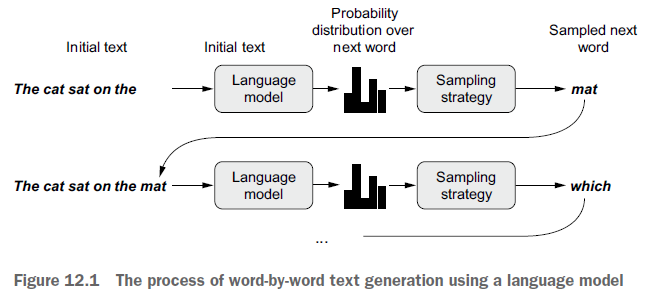 Initial text
Initial text
Probability
distribution over
next word
Sampled next
word
The cat sat on the
Language
model
Sampling
strategy
mat
The cat sat on the mat
Language
model
Sampling
strategy
which
...
Figure 12.1 The process of word-by-word text generation using a language model